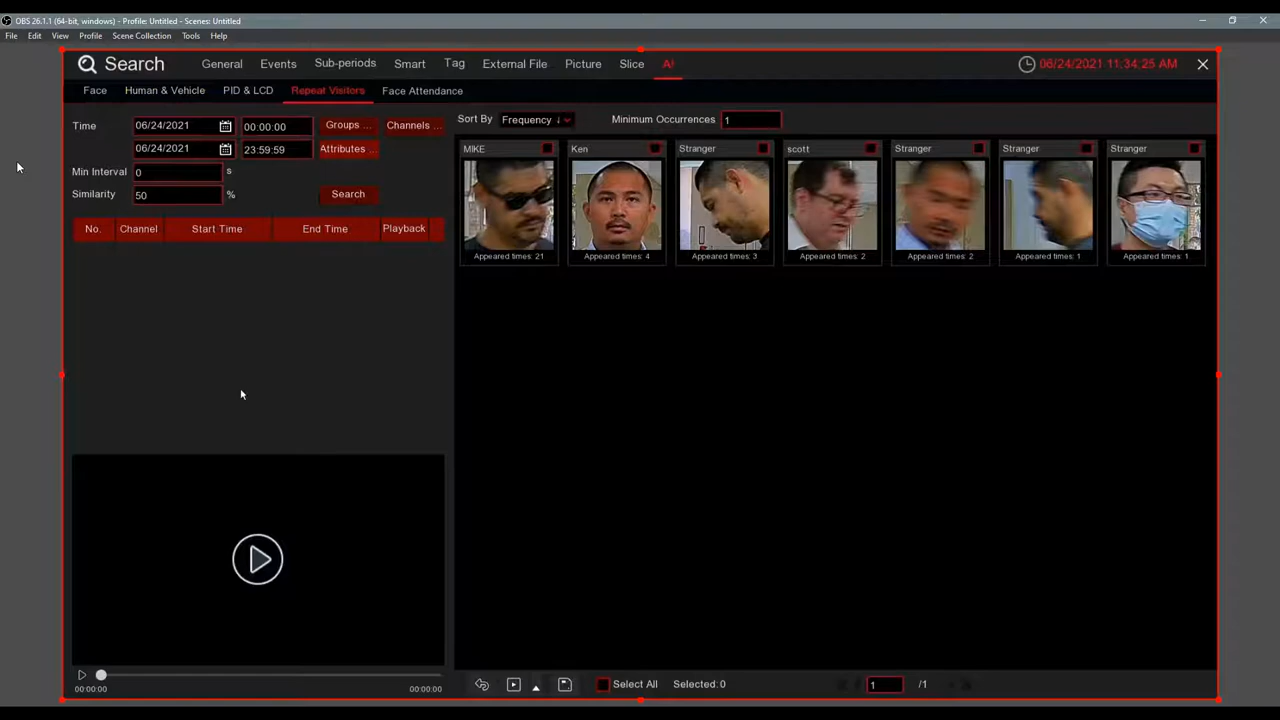 OBS 26.1.1 (64-bit, windows) - Profile: Untitled - Scenes: Untitled
File Edit View Profile Scene Collection Tools Help
Search General Events Sub-periods Smart Tag External File Picture Slice AI 06/24/2021 11:34:25 AM
Face Human & Vehicle PID & LCD Repeat Visitors Face Attendance
Time 06/24/2021 00:00:00 Groups ... Channels ...
06/24/2021 23:59:59 Attributes ...
Min Interval 0 s
Similarity 50 % Search
No. Channel Start Time End Time Playback
00:00:00 00:00:00
Sort By Frequency ↓ Minimum Occurrences 1
MIKE Ken Stranger scott Stranger Stranger Stranger
Appeared times: 21 Appeared times: 4 Appeared times: 3 Appeared times: 2 Appeared times: 2 Appeared times: 1 Appeared times: 1
Select All Selected:0 1 /1